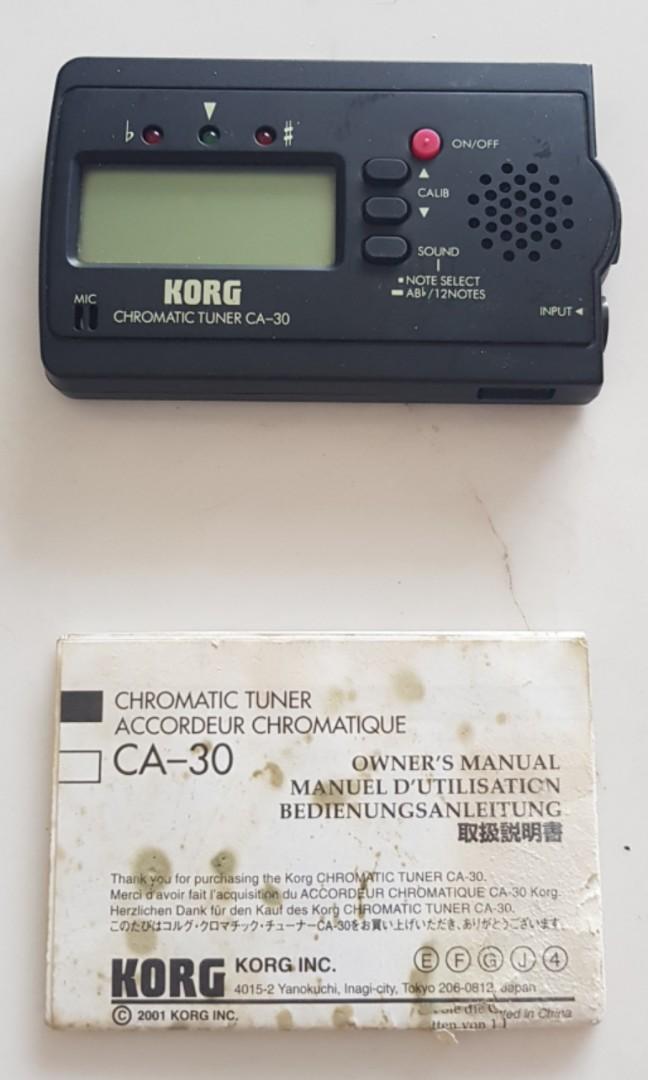 ♭ ▼ ♯
ON/OFF
▲
CALIB
▼
SOUND
NOTE SELECT
AB♭/12NOTES
MIC
KORG
CHROMATIC TUNER CA-30
INPUT ◀
CHROMATIC TUNER
ACCORDEUR CHROMATIQUE
CA-30
OWNER'S MANUAL
MANUEL D'UTILISATION
BEDIENUNGSANLEITUNG
取扱説明書
Thank you for purchasing the Korg CHROMATIC TUNER CA-30.
Merci d'avoir fait l'acquisition du ACCORDEUR CHROMATIQUE CA-30 Korg.
Herzlichen Dank für den Kauf des Korg CHROMATIC TUNER CA-30.
このたびはコルグ・クロマチック・チューナーCA-30をお買い上げいただき、ありがとうございます。
Ⓔ Ⓕ Ⓖ Ⓙ ④
KORG KORG INC.
4015-2 Yanokuchi, Inagi-city, Tokyo 206-0812, Japan
© 2001 KORG INC.
in China